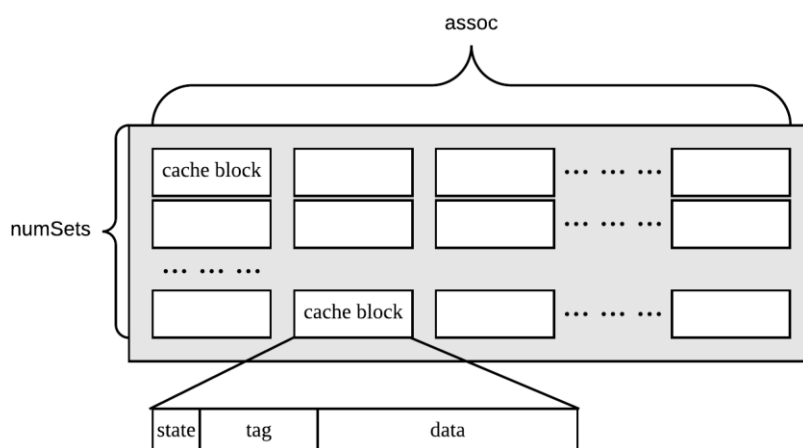 assoc
cache block
... ... ...
numSets
... ... ...
... ... ...
cache block
... ... ...
state tag data